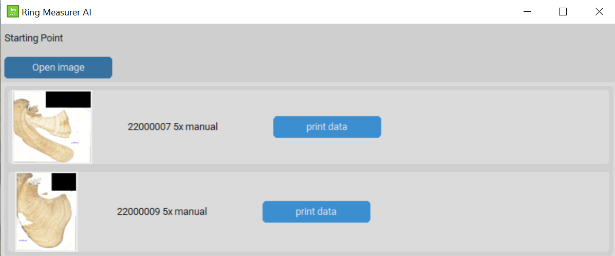 Ring Measurer AI
Starting Point
Open image
22000007 5x manual
print data
22000009 5x manual
print data